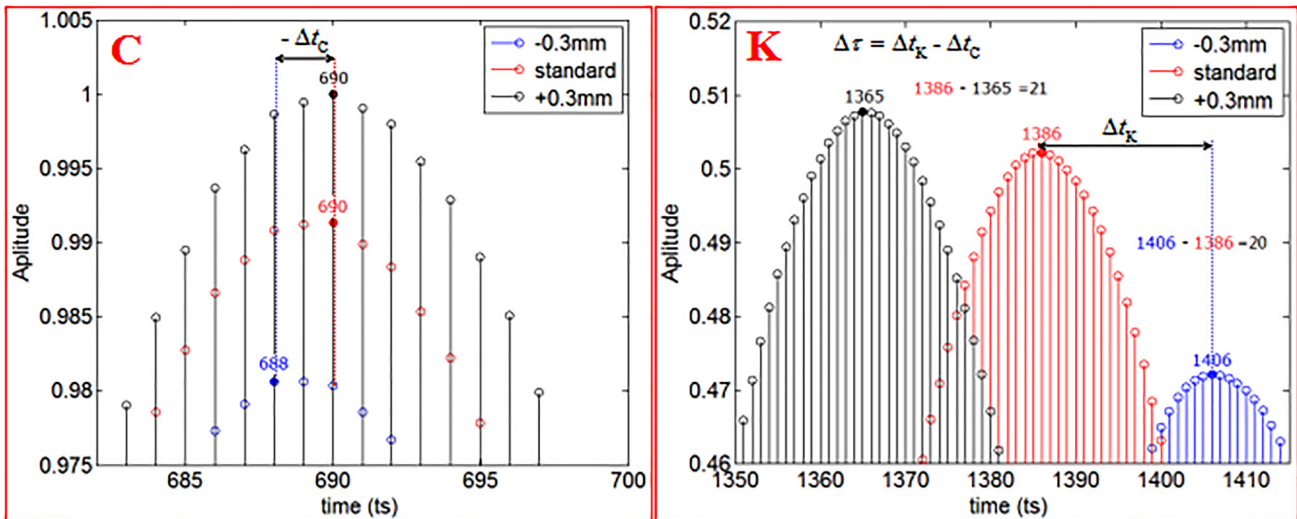 C
- Δt_C
-0.3mm
standard
+0.3mm
690
690
688
1.005
1
0.995
0.99
0.985
0.98
0.975
685
690
695
700
Aplitude
time (ts)
K
Δτ = Δt_K - Δt_C
-0.3mm
standard
+0.3mm
1365
1386 - 1365 =21
1386
Δt_K
1406 - 1386 =20
1406
0.52
0.51
0.5
0.49
0.48
0.47
0.46
1350
1360
1370
1380
1390
1400
1410
Aplitude
time (ts)